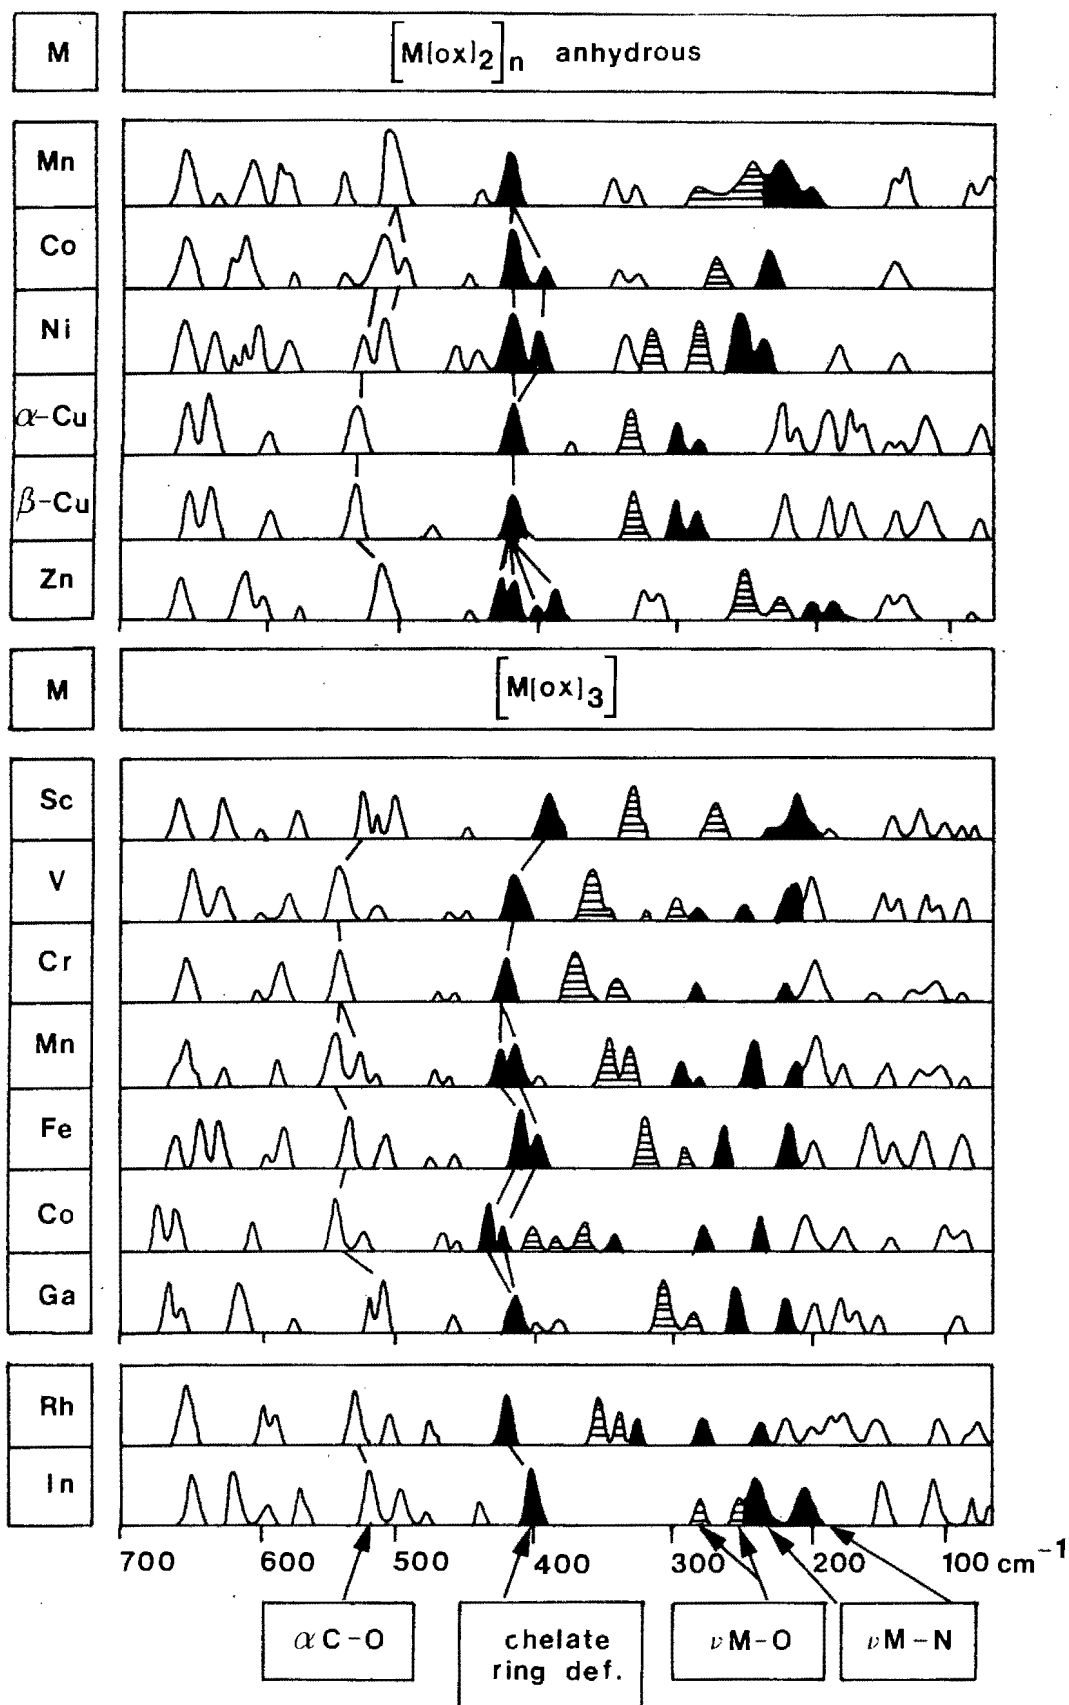 M
[M(ox)2]n anhydrous
Mn
Co
Ni
α-Cu
β-Cu
Zn
M
[M(ox)3]
Sc
V
Cr
Mn
Fe
Co
Ga
Rh
In
700 600 500 400 300 200 100 cm-1
αC-O
chelate
ring def.
νM-O
νM-N